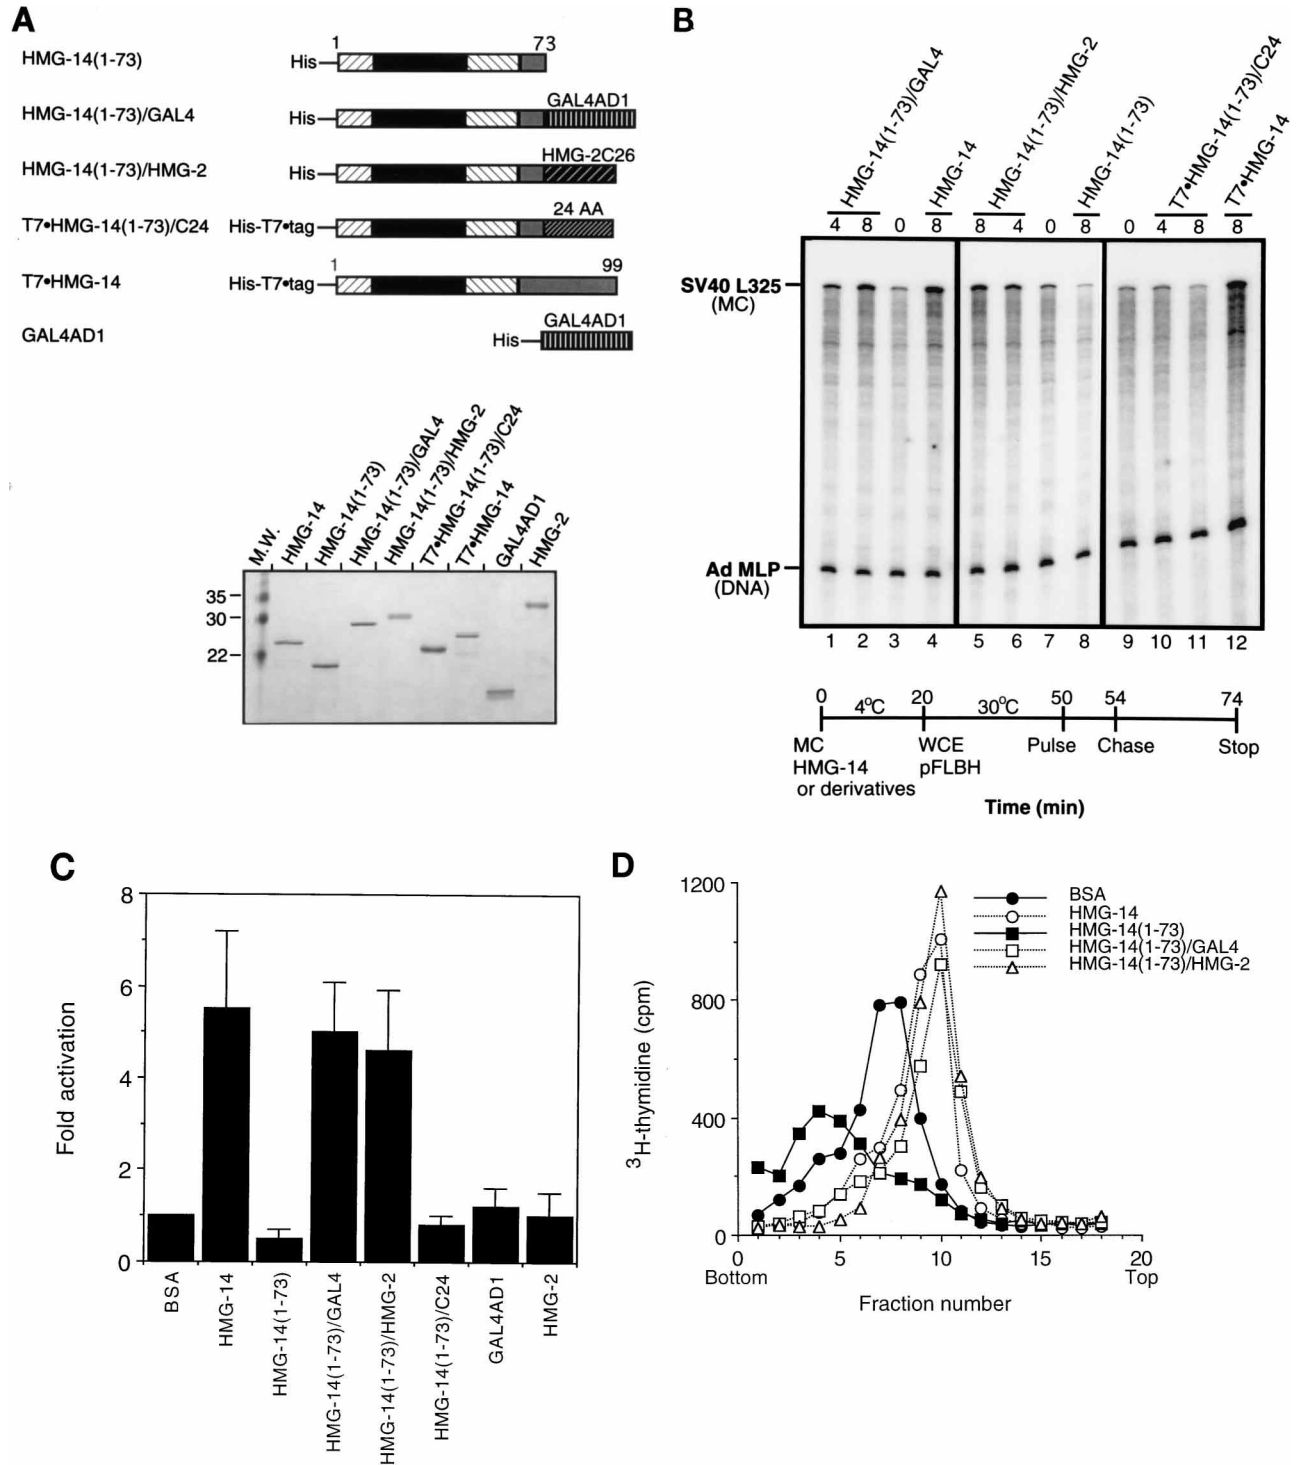 A
1 73
HMG-14(1-73) His
GAL4AD1
HMG-14(1-73)/GAL4 His
HMG-2C26
HMG-14(1-73)/HMG-2 His
24 AA
T7•HMG-14(1-73)/C24 His-T7•tag
1 99
T7•HMG-14 His-T7•tag
GAL4AD1
GAL4AD1 His
M.W.
HMG-14
HMG-14(1-73)
HMG-14(1-73)/GAL4
HMG-14(1-73)/HMG-2
T7•HMG-14(1-73)/C24
T7•HMG-14
GAL4AD1
HMG-2
35
30
22
B
HMG-14(1-73)/GAL4
HMG-14
HMG-14(1-73)/HMG-2
HMG-14(1-73)
T7•HMG-14(1-73)/C24
T7•HMG-14
4 8 0 8 8 4 0 8 0 4 8 8
SV40 L325
(MC)
Ad MLP
(DNA)
1 2 3 4 5 6 7 8 9 10 11 12
0 20 50 54 74
4°C 30°C
MC WCE Pulse Chase Stop
HMG-14 pFLBH
or derivatives
Time (min)
C
8
6
4
2
0
Fold activation
BSA
HMG-14
HMG-14(1-73)
HMG-14(1-73)/GAL4
HMG-14(1-73)/HMG-2
HMG-14(1-73)/C24
GAL4AD1
HMG-2
D
1200
800
400
0
³H-thymidine (cpm)
BSA
HMG-14
HMG-14(1-73)
HMG-14(1-73)/GAL4
HMG-14(1-73)/HMG-2
0 5 10 15 20
Bottom Top
Fraction number